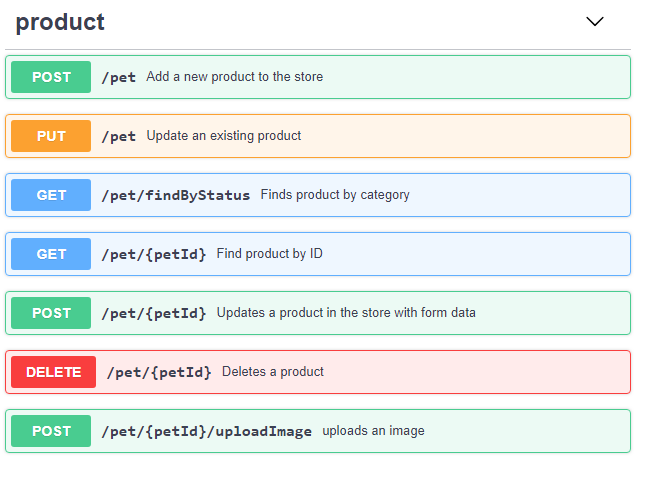 product
POST /pet Add a new product to the store
PUT /pet Update an existing product
GET /pet/findByStatus Finds product by category
GET /pet/{petId} Find product by ID
POST /pet/{petId} Updates a product in the store with form data
DELETE /pet/{petId} Deletes a product
POST /pet/{petId}/uploadImage uploads an image